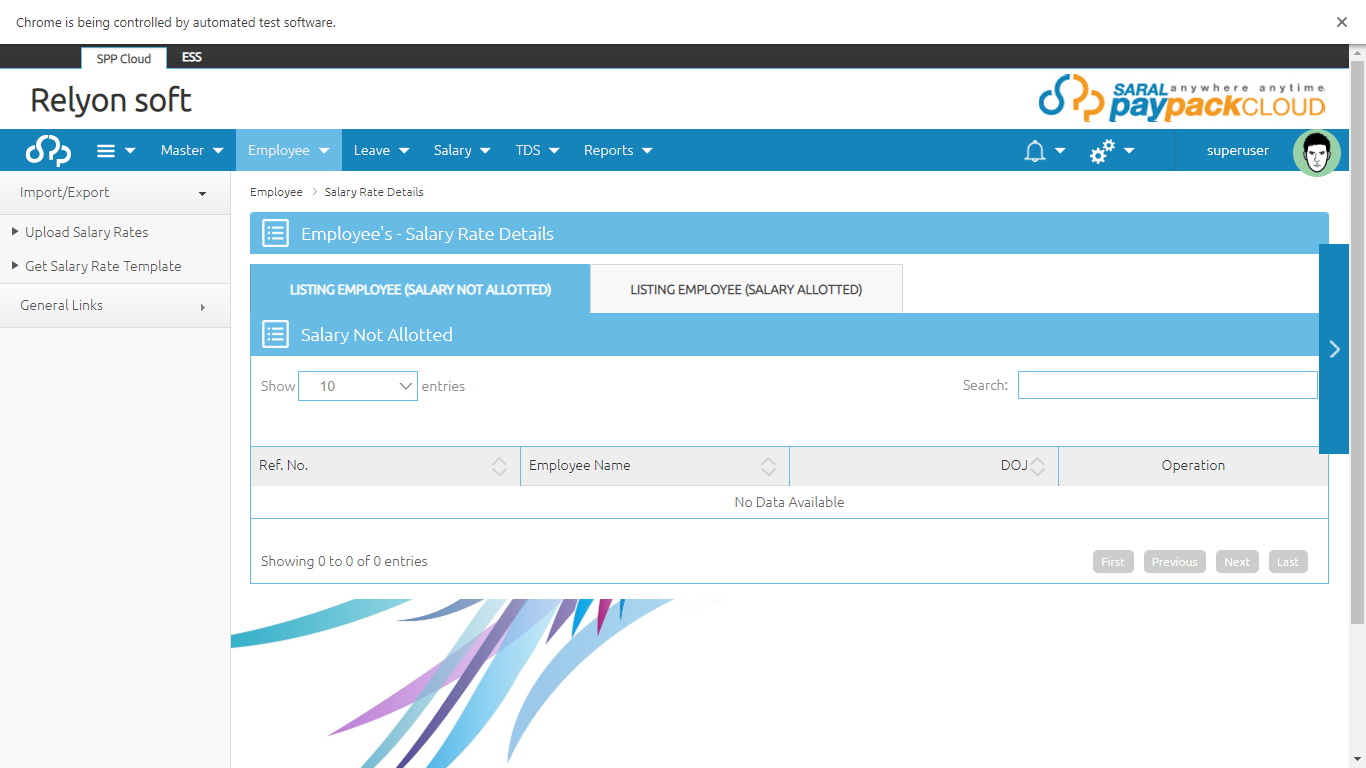 Chrome is being controlled by automated test software.
SPP Cloud ESS
Relyon soft
SARAL anywhere anytime
paypackCLOUD
Master Employee Leave Salary TDS Reports superuser
Import/Export
Upload Salary Rates
Get Salary Rate Template
General Links
Employee > Salary Rate Details
Employee's - Salary Rate Details
LISTING EMPLOYEE (SALARY NOT ALLOTTED) LISTING EMPLOYEE (SALARY ALLOTTED)
Salary Not Allotted
Show 10 entries Search:
Ref. No. Employee Name DOJ Operation
No Data Available
Showing 0 to 0 of 0 entries First Previous Next Last